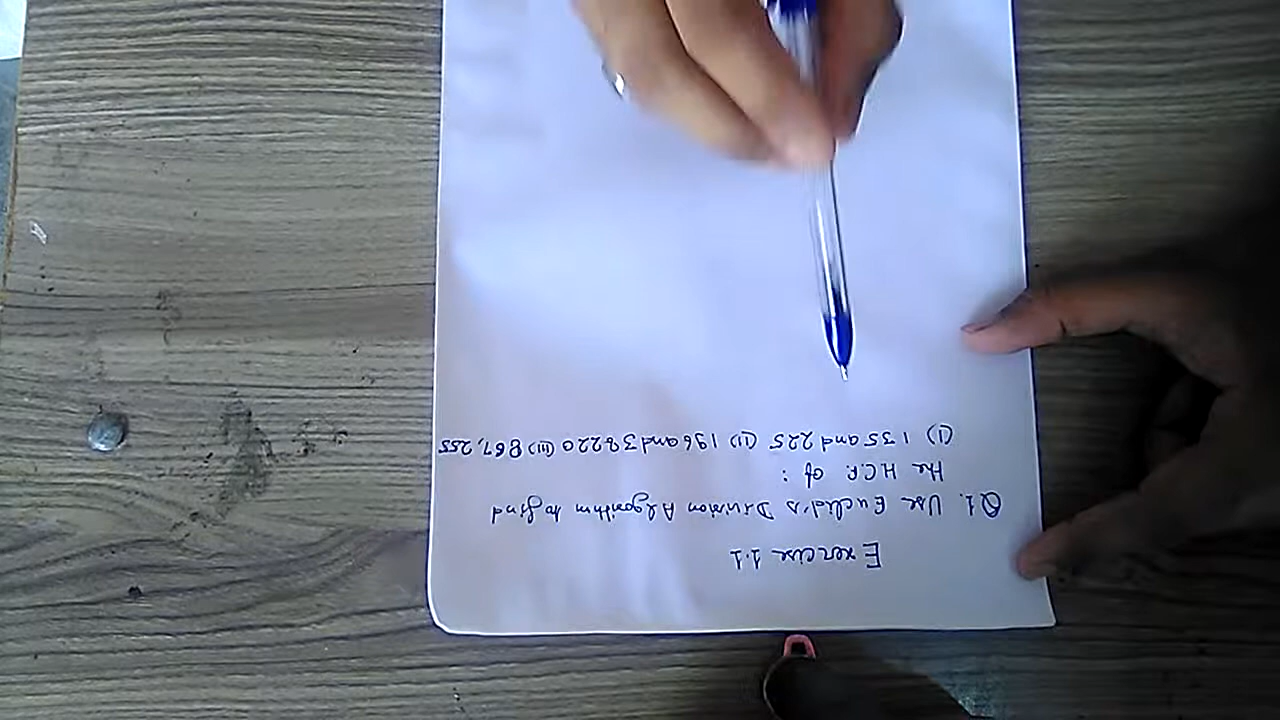 Exercise 1.1
Q1. Use Euclid's Division Algorithm to find
the H.C.F. of :
(i) 135 and 225 (ii) 196 and 38220 (iii) 867, 255